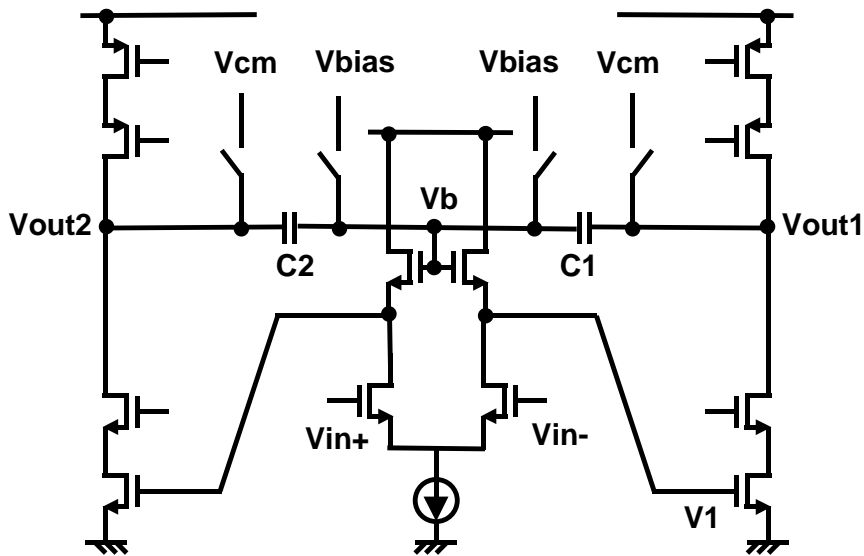 Vcm Vbias Vbias Vcm
Vb
Vout2 Vout1
C2 C1
Vin+ Vin-
V1